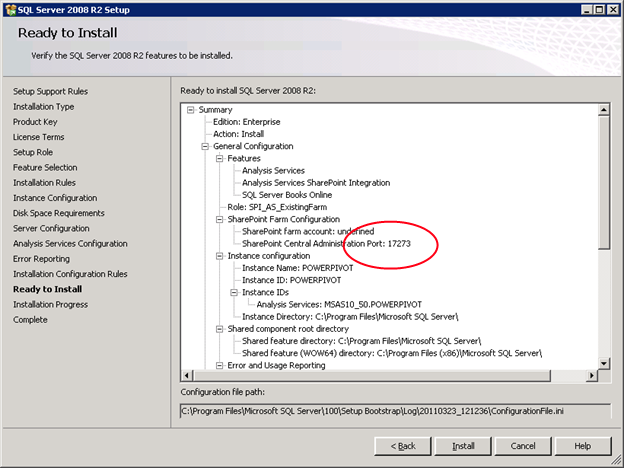 SQL Server 2008 R2 Setup
Ready to Install
Verify the SQL Server 2008 R2 features to be installed.
Setup Support Rules
Installation Type
Product Key
License Terms
Setup Role
Feature Selection
Installation Rules
Instance Configuration
Disk Space Requirements
Server Configuration
Analysis Services Configuration
Error Reporting
Installation Configuration Rules
Ready to Install
Installation Progress
Complete
Ready to install SQL Server 2008 R2:
Summary
Edition: Enterprise
Action: Install
General Configuration
Features
Analysis Services
Analysis Services SharePoint Integration
SQL Server Books Online
Role: SPI_AS_ExistingFarm
SharePoint Farm Configuration
SharePoint farm account: undefined
SharePoint Central Administration Port: 17273
Instance configuration
Instance Name: POWERPIVOT
Instance ID: POWERPIVOT
Instance IDs
Analysis Services: MSAS10_50.POWERPIVOT
Instance Directory: C:\Program Files\Microsoft SQL Server\
Shared component root directory
Shared feature directory: C:\Program Files\Microsoft SQL Server\
Shared feature (WOW64) directory: C:\Program Files (x86)\Microsoft SQL Server\
Error and Usage Reporting
Configuration file path:
C:\Program Files\Microsoft SQL Server\100\Setup Bootstrap\Log\20110323_121236\ConfigurationFile.ini
< Back
Install
Cancel
Help